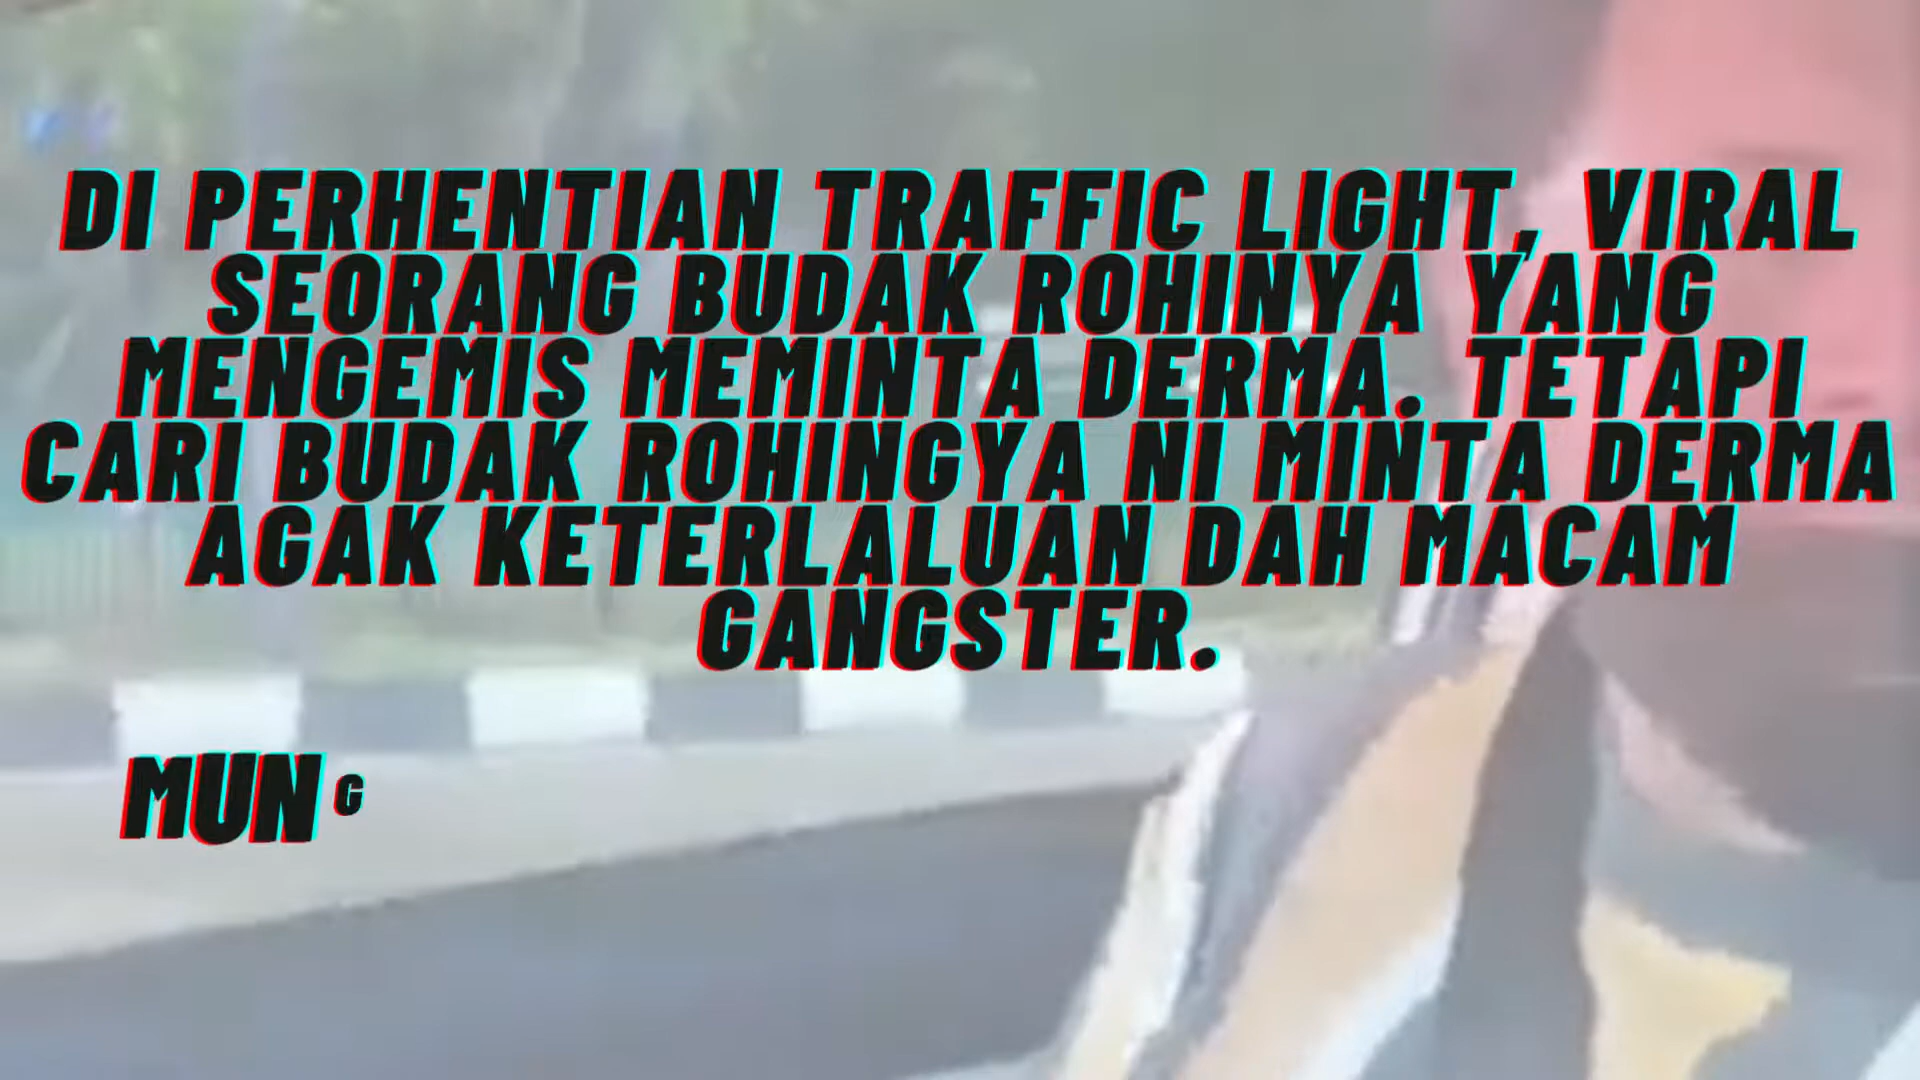 DI PERHENTIAN TRAFFIC LIGHT, VIRAL
SEORANG BUDAK ROHINYA YANG
MENGEMIS MEMINTA DERMA. TETAPI
CARI BUDAK ROHINGYA NI MINTA DERMA
AGAK KETERLALUAN DAH MACAM
GANGSTER.
MUNG